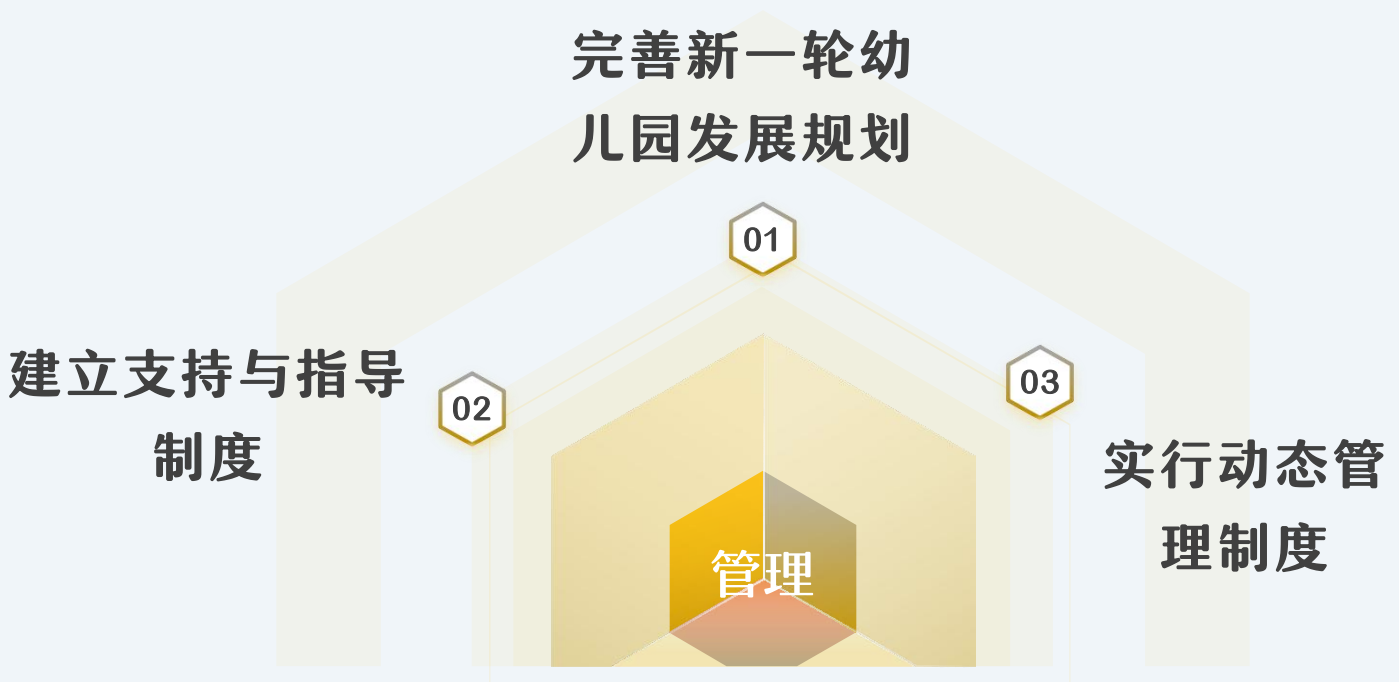 完善新一轮幼
儿园发展规划
01
建立支持与指导
制度
02
03
实行动态管
理制度
管理